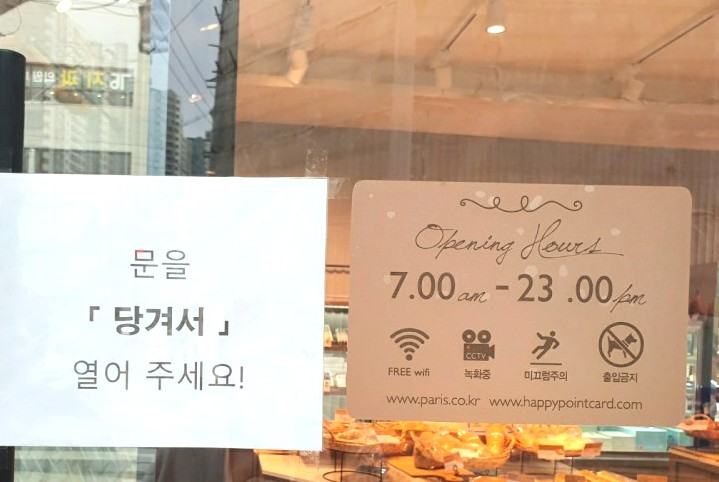 문을
「 당겨서 」
열어 주세요!
Opening Hours
7.00 am - 23 .00 pm
CCTV
FREE wifi 녹화중 미끄럼주의 출입금지
www.paris.co.kr www.happypointcard.com